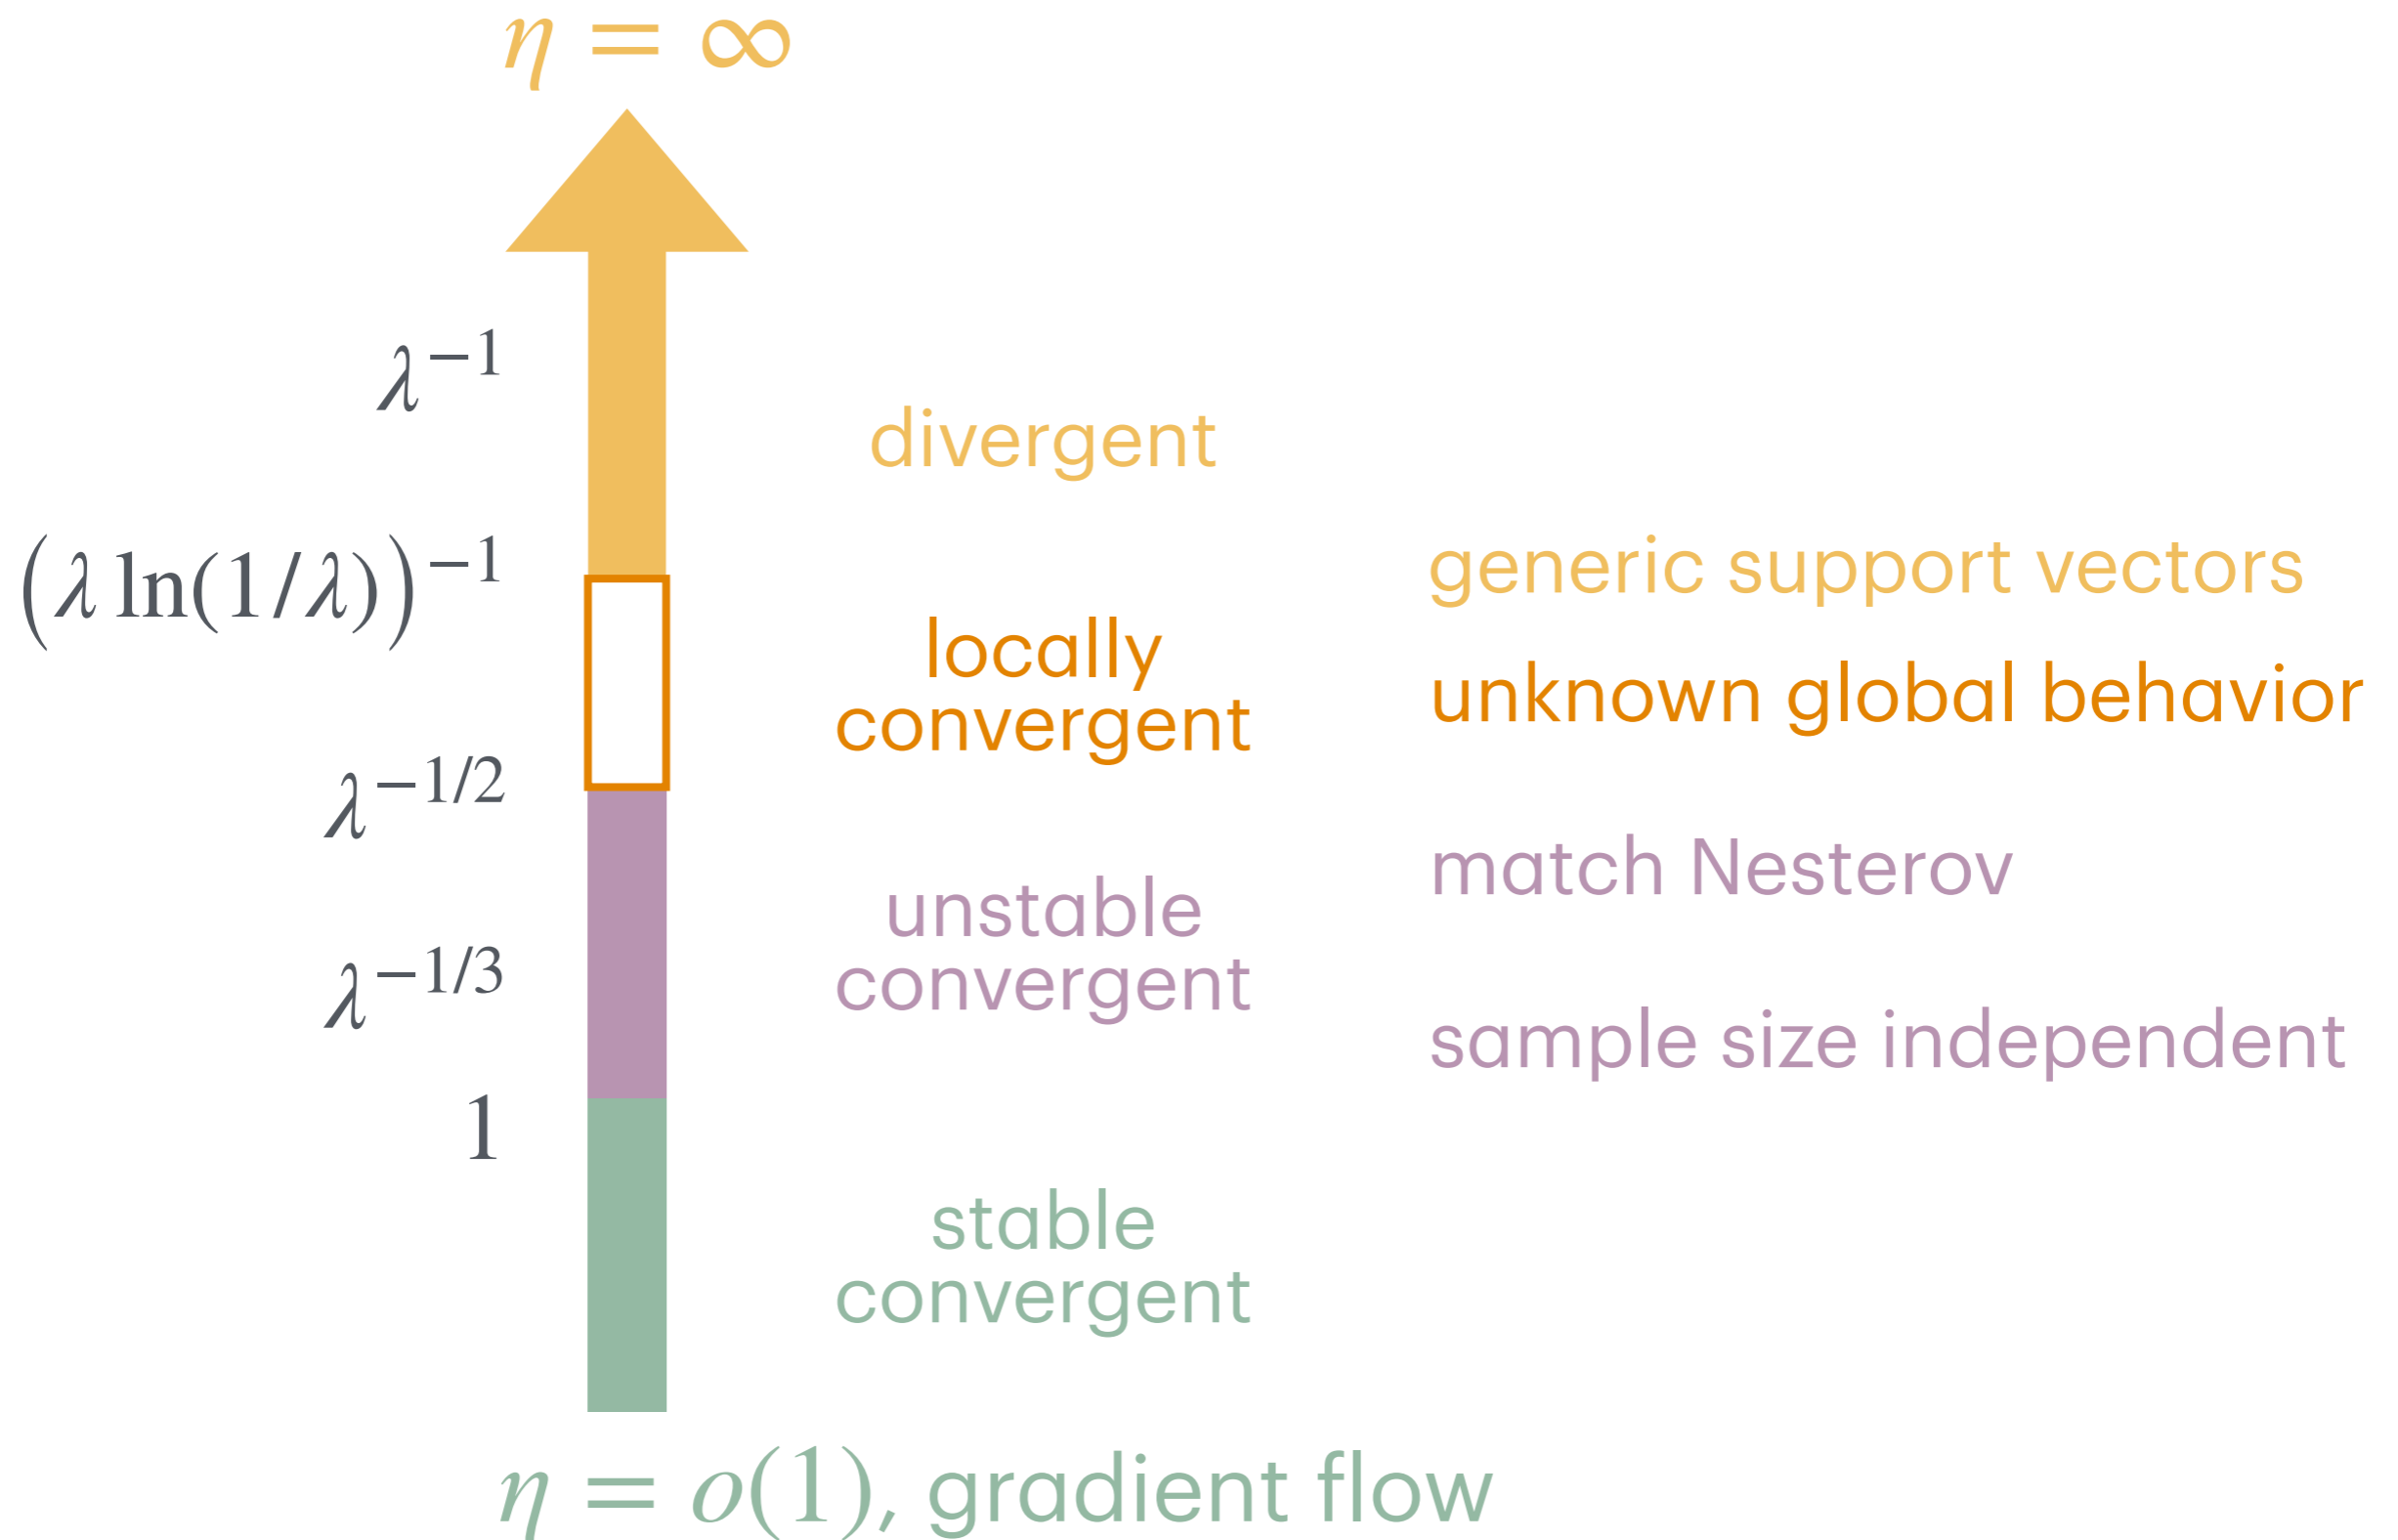 η = ∞
λ⁻¹
divergent
(λ ln(1/λ))⁻¹
generic support vectors
locally
convergent
unknown global behavior
λ⁻¹/²
match Nesterov
unstable
convergent
λ⁻¹/³
sample size independent
1
stable
convergent
η = o(1), gradient flow